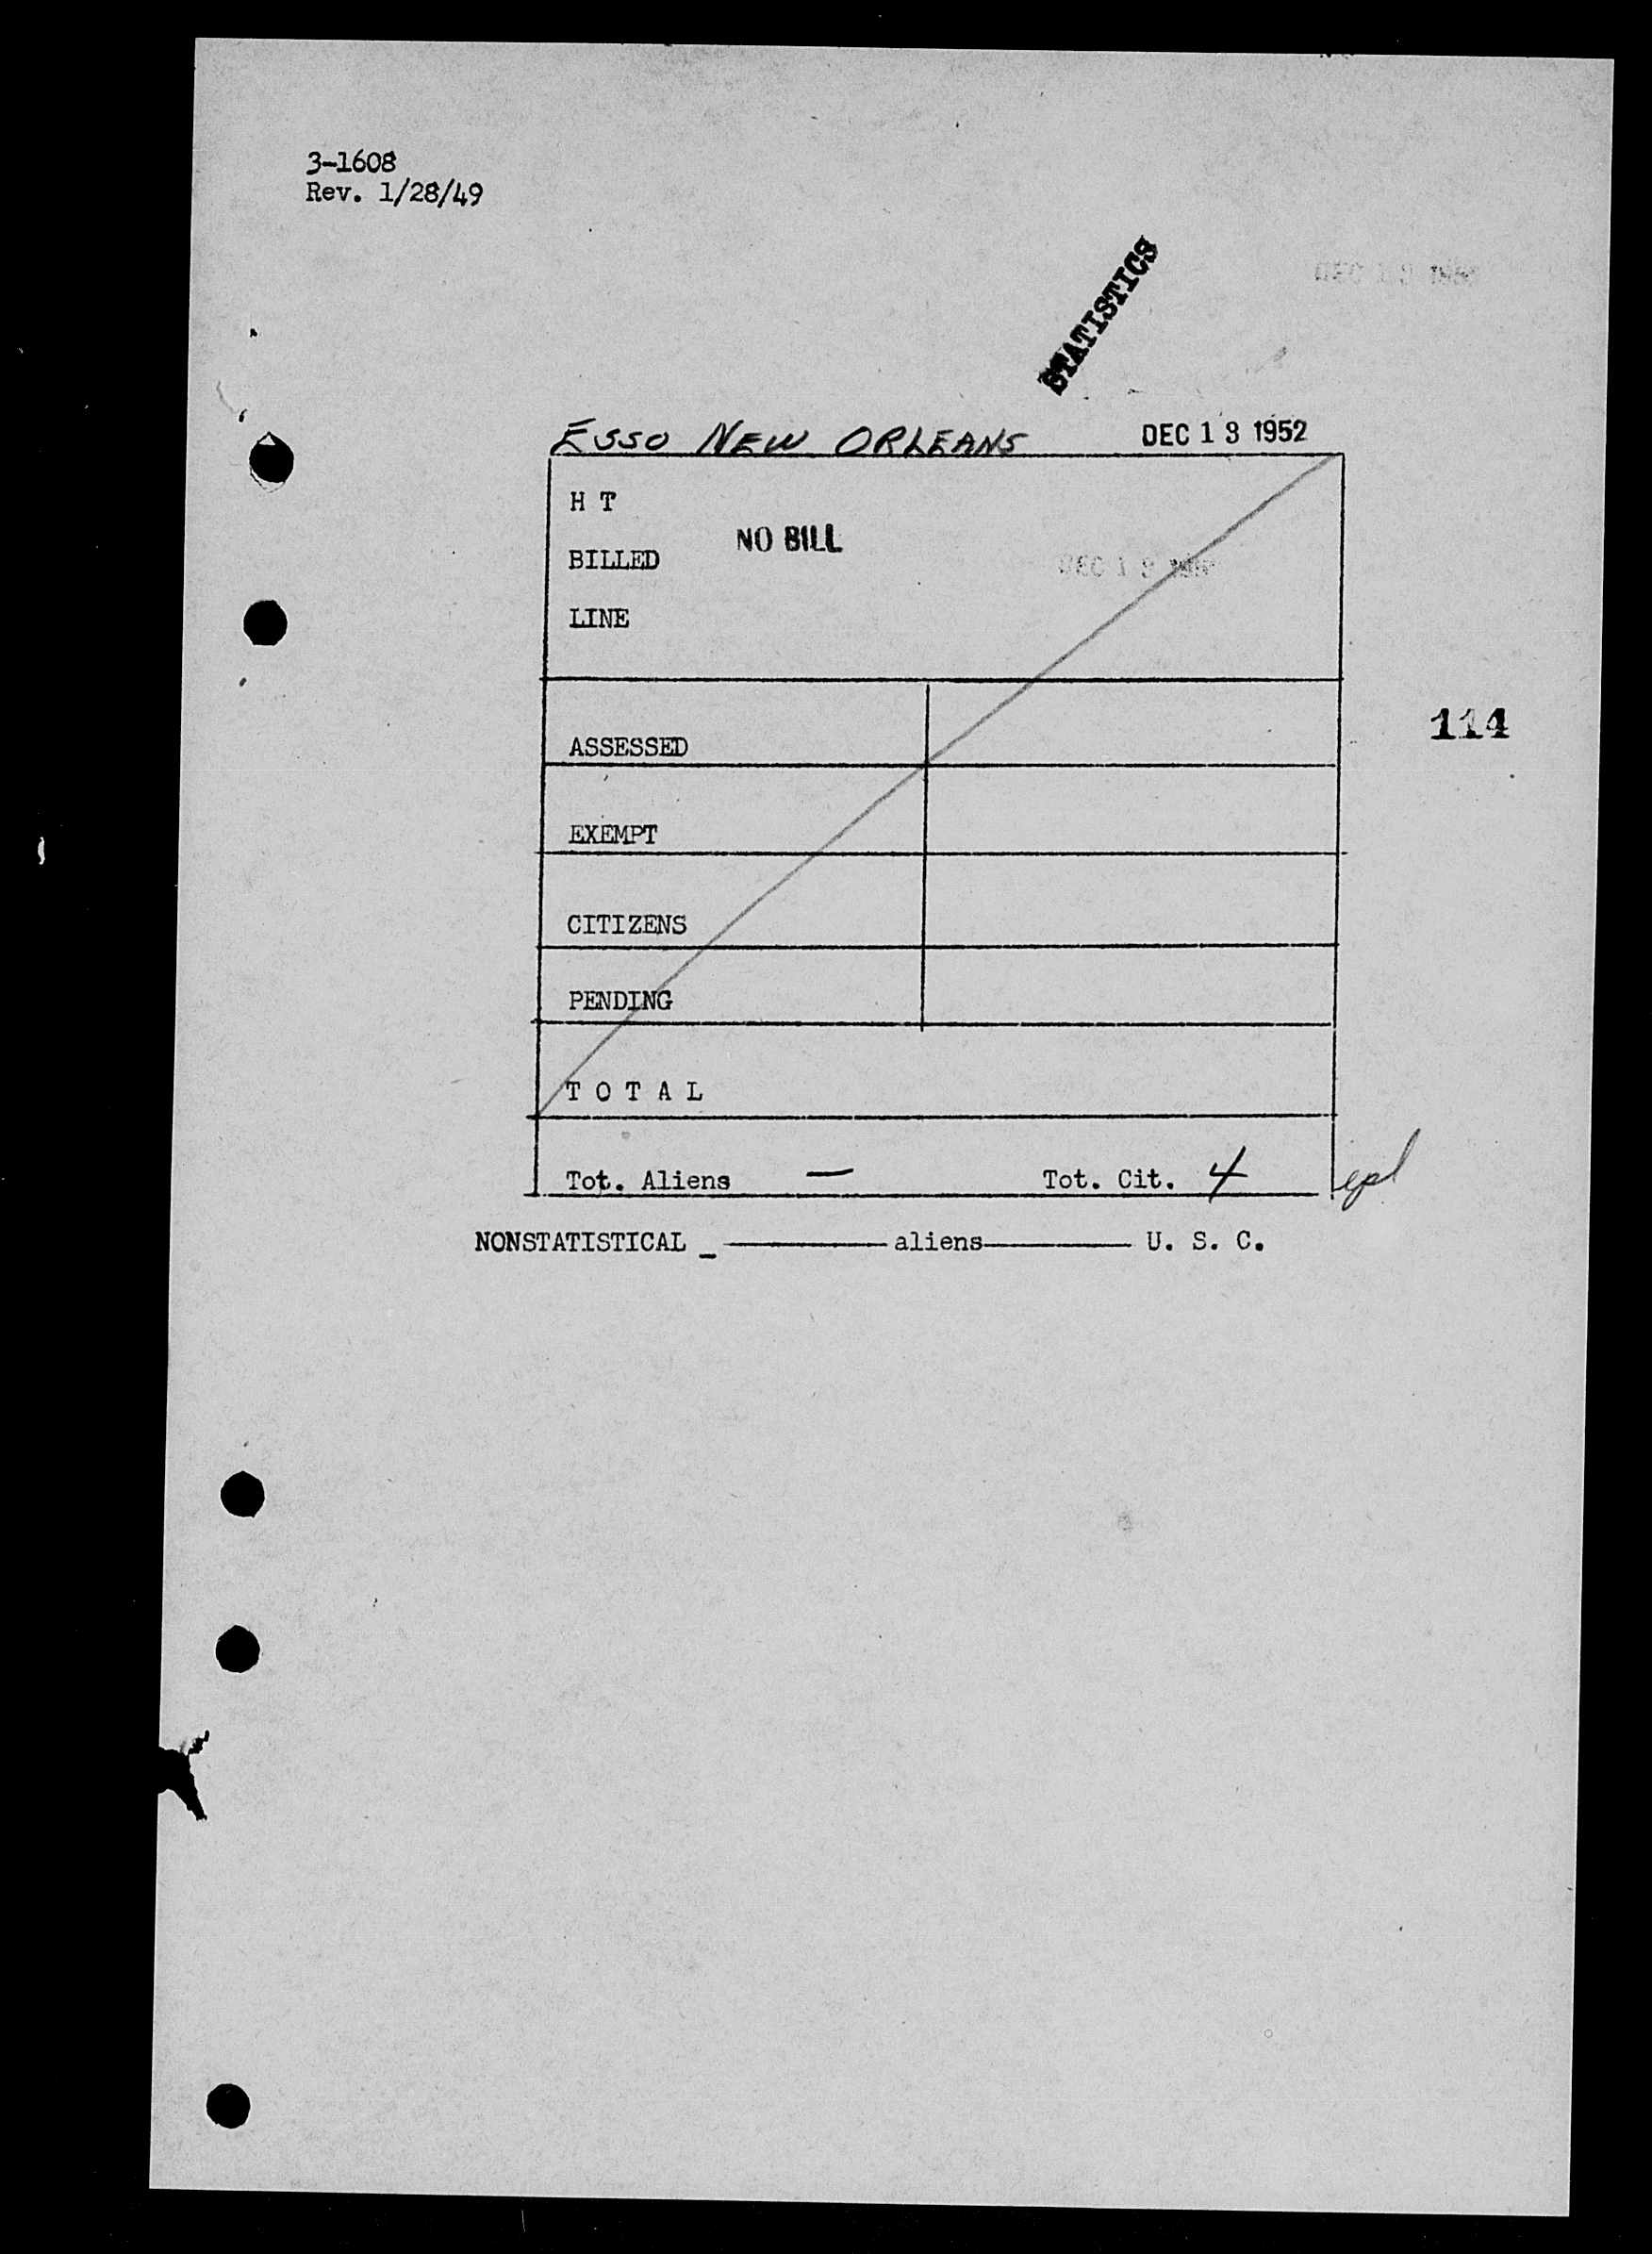 3-1608
Rev. 1/28/49
STATISTICS
ESSO NEW ORLEANS DEC 13 1952
H T
NO BILL
BILLED
LINE
114
ASSESSED
EXEMPT
CITIZENS
PENDING
T O T A L
Tot. Aliens — Tot. Cit. 4
NONSTATISTICAL _ ———— aliens ———— U. S. C.